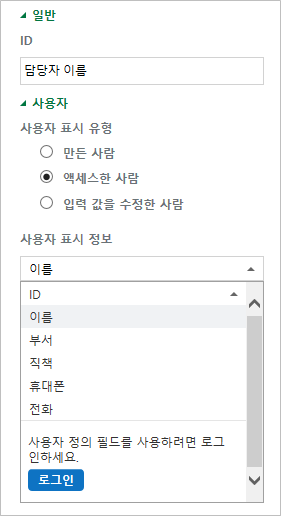 일반
ID
담당자 이름
사용자
사용자 표시 유형
만든 사람
액세스한 사람
입력 값을 수정한 사람
사용자 표시 정보
이름
ID
이름
부서
직책
휴대폰
전화
사용자 정의 필드를 사용하려면 로그
인하세요.
로그인